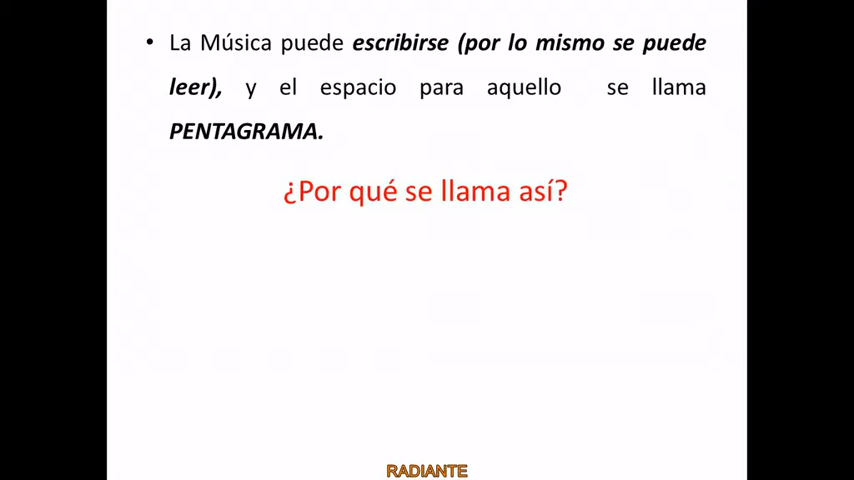 • La Música puede escribirse (por lo mismo se puede
leer), y el espacio para aquello se llama
PENTAGRAMA.
¿Por qué se llama así?
RADIANTE